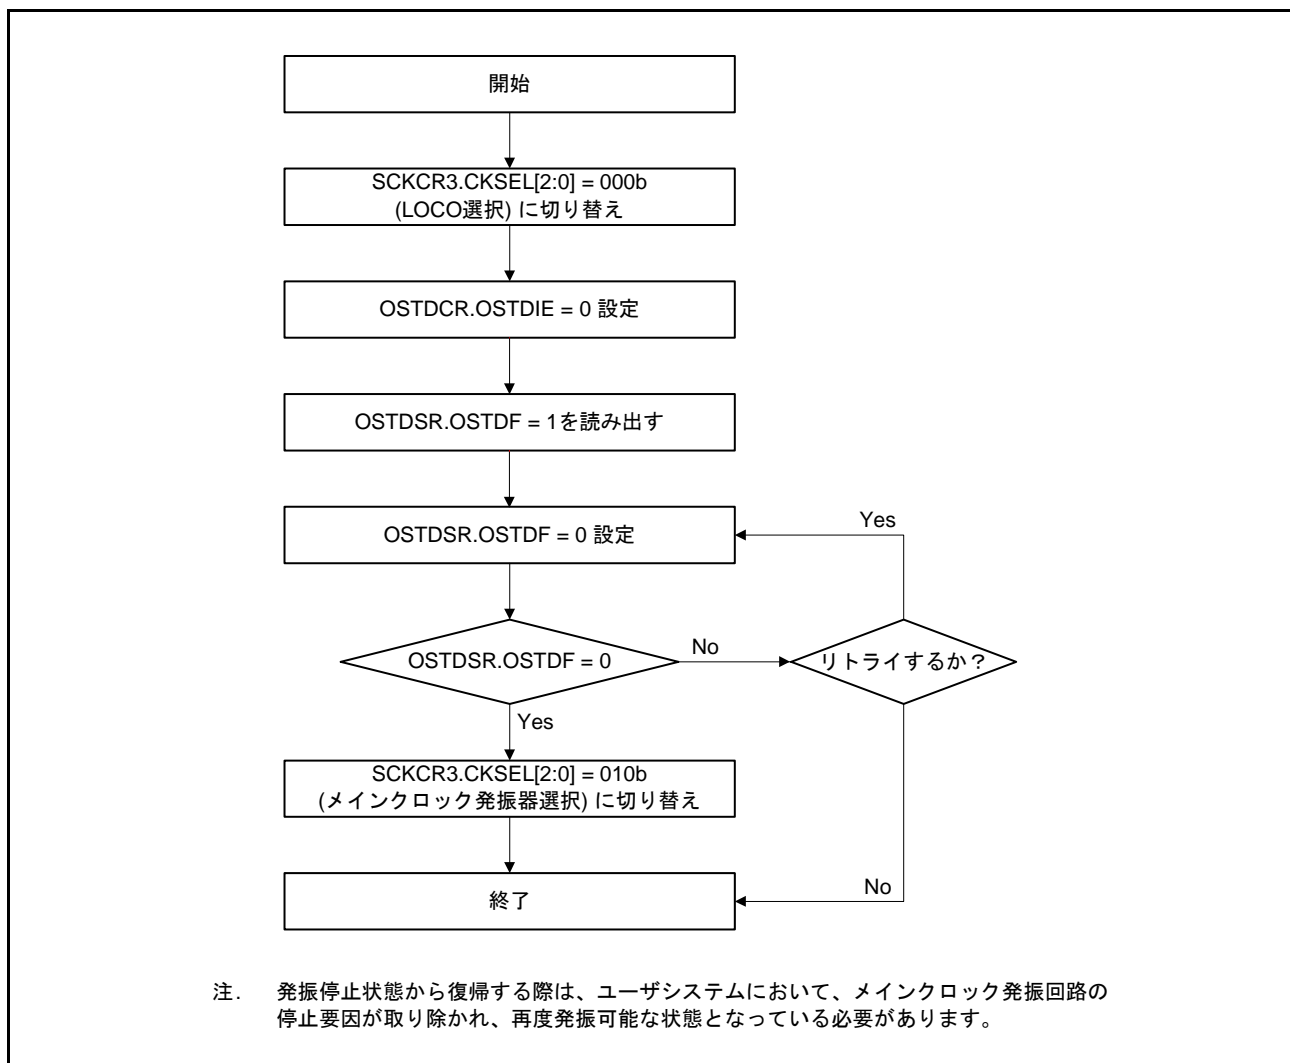 開始
SCKCR3.CKSEL[2:0] = 000b
(LOCO選択) に切り替え
OSTDCR.OSTDIE = 0 設定
OSTDSR.OSTDF = 1を読み出す
OSTDSR.OSTDF = 0 設定
Yes
OSTDSR.OSTDF = 0
No
リトライするか？
Yes
SCKCR3.CKSEL[2:0] = 010b
(メインクロック発振器選択) に切り替え
No
終了
注. 発振停止状態から復帰する際は、ユーザシステムにおいて、メインクロック発振回路の
停止要因が取り除かれ、再度発振可能な状態となっている必要があります。